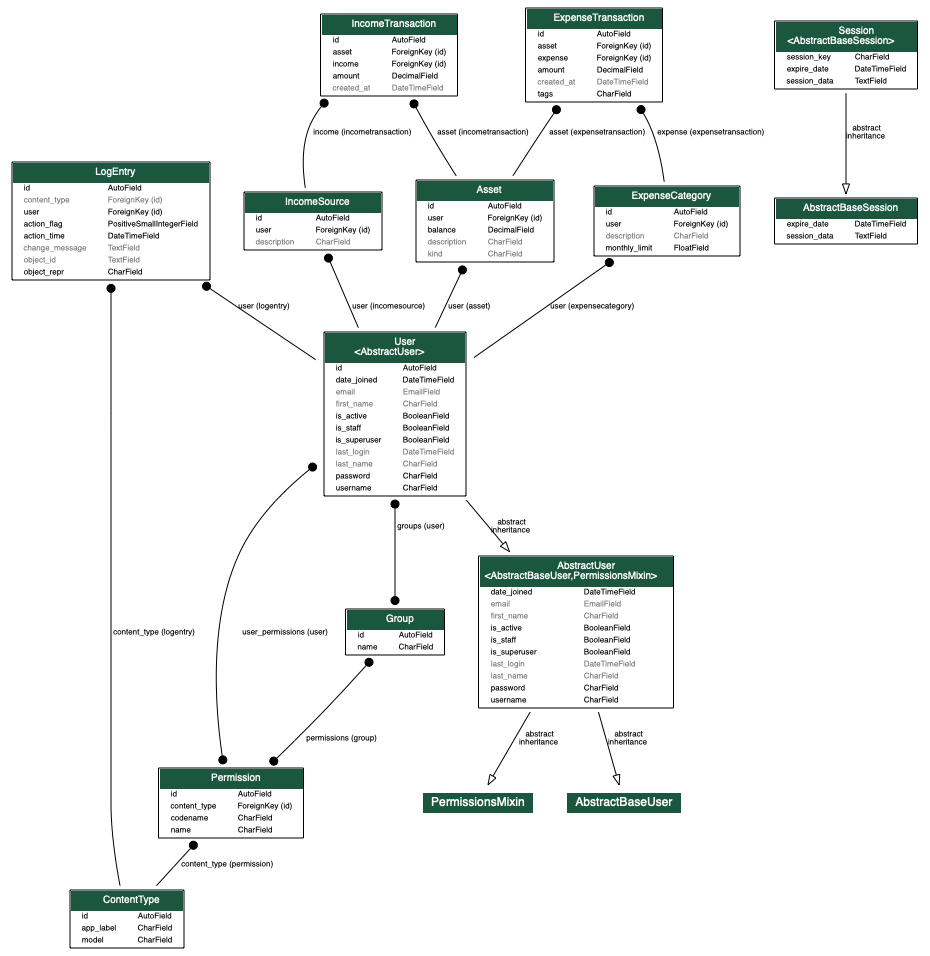 IncomeTransaction
id AutoField
asset ForeignKey (id)
income ForeignKey (id)
amount DecimalField
created_at DateTimeField
ExpenseTransaction
id AutoField
asset ForeignKey (id)
expense ForeignKey (id)
amount DecimalField
created_at DateTimeField
tags CharField
Session
<AbstractBaseSession>
session_key CharField
expire_date DateTimeField
session_data TextField
income (incometransaction)
asset (incometransaction)
asset (expensetransaction)
expense (expensetransaction)
abstract
inheritance
LogEntry
id AutoField
content_type ForeignKey (id)
user ForeignKey (id)
action_flag PositiveSmallIntegerField
action_time DateTimeField
change_message TextField
object_id TextField
object_repr CharField
IncomeSource
id AutoField
user ForeignKey (id)
description CharField
Asset
id AutoField
user ForeignKey (id)
balance DecimalField
description CharField
kind CharField
ExpenseCategory
id AutoField
user ForeignKey (id)
description CharField
monthly_limit FloatField
AbstractBaseSession
expire_date DateTimeField
session_data TextField
user (logentry)
user (incomesource)
user (asset)
user (expensecategory)
User
<AbstractUser>
id AutoField
date_joined DateTimeField
email EmailField
first_name CharField
is_active BooleanField
is_staff BooleanField
is_superuser BooleanField
last_login DateTimeField
last_name CharField
password CharField
username CharField
groups (user)
abstract
inheritance
AbstractUser
<AbstractBaseUser,PermissionsMixin>
date_joined DateTimeField
email EmailField
first_name CharField
is_active BooleanField
is_staff BooleanField
is_superuser BooleanField
last_login DateTimeField
last_name CharField
password CharField
username CharField
content_type (logentry)
user_permissions (user)
Group
id AutoField
name CharField
permissions (group)
abstract
inheritance
abstract
inheritance
PermissionsMixin
AbstractBaseUser
Permission
id AutoField
content_type ForeignKey (id)
codename CharField
name CharField
content_type (permission)
ContentType
id AutoField
app_label CharField
model CharField